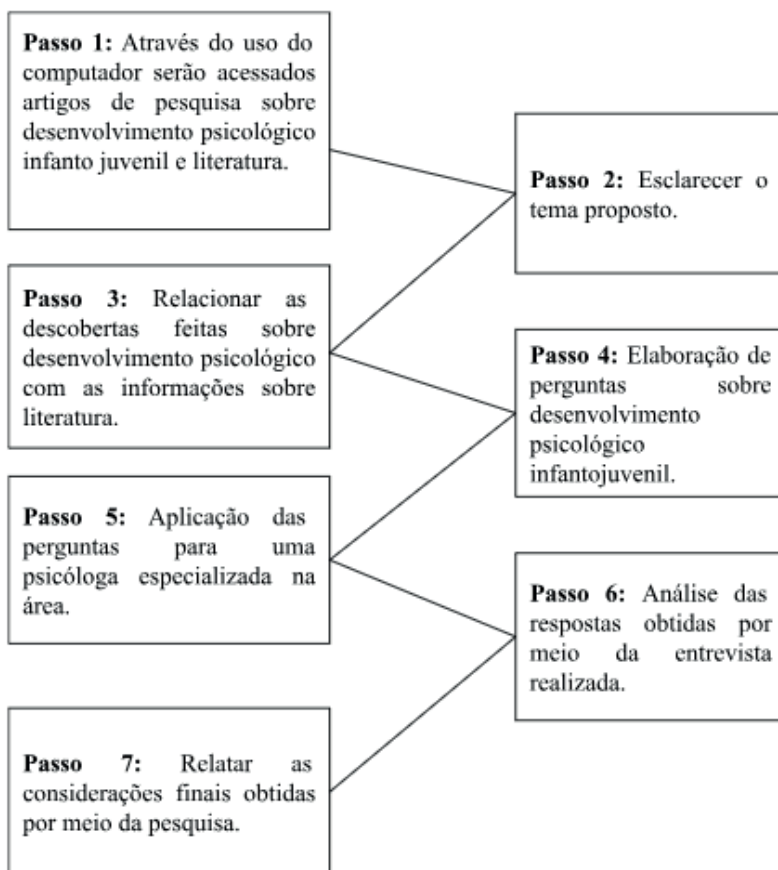 Passo 1: Através do uso do
computador serão acessados
artigos de pesquisa sobre
desenvolvimento psicológico
infanto juvenil e literatura.
Passo 2: Esclarecer o
tema proposto.
Passo 3: Relacionar as
descobertas feitas sobre
desenvolvimento psicológico
com as informações sobre
literatura.
Passo 4: Elaboração de
perguntas sobre
desenvolvimento
psicológico
infantojuvenil.
Passo 5: Aplicação das
perguntas para uma
psicóloga especializada na
área.
Passo 6: Análise das
respostas obtidas por
meio da entrevista
realizada.
Passo 7: Relatar as
considerações finais obtidas
por meio da pesquisa.